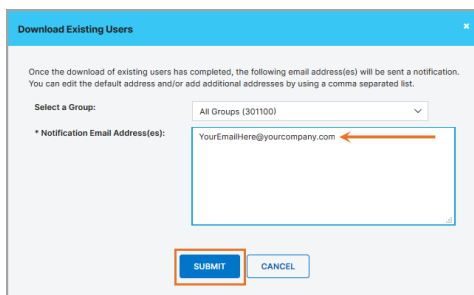 Download Existing Users
Once the download of existing users has completed, the following email address(es) will be sent a notification.
You can edit the default address and/or add additional addresses by using a comma separated list.
Select a Group:
All Groups (301100)
* Notification Email Address(es):
YourEmailHere@yourcompany.com
SUBMIT
CANCEL